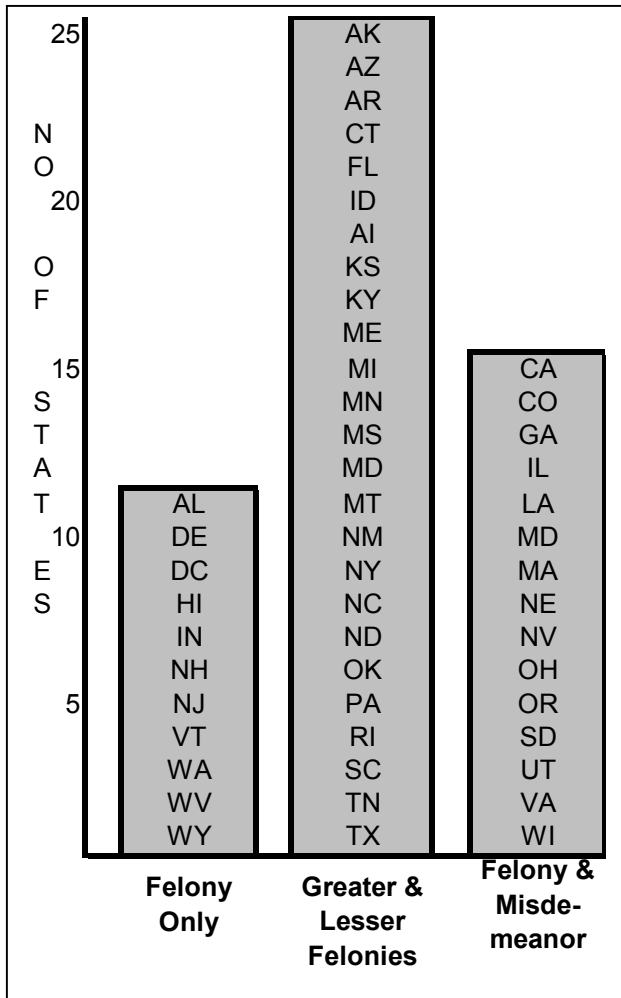 NO OF STATES
25
20
15
10
5
AL
DE
DC
HI
IN
NH
NJ
VT
WA
WV
WY
Felony
Only
AK
AZ
AR
CT
FL
ID
AI
KS
KY
ME
MI
MN
MS
MD
MT
NM
NY
NC
ND
OK
PA
RI
SC
TN
TX
Greater &
Lesser
Felonies
CA
CO
GA
IL
LA
MD
MA
NE
NV
OH
OR
SD
UT
VA
WI
Felony &
Misde-
meanor